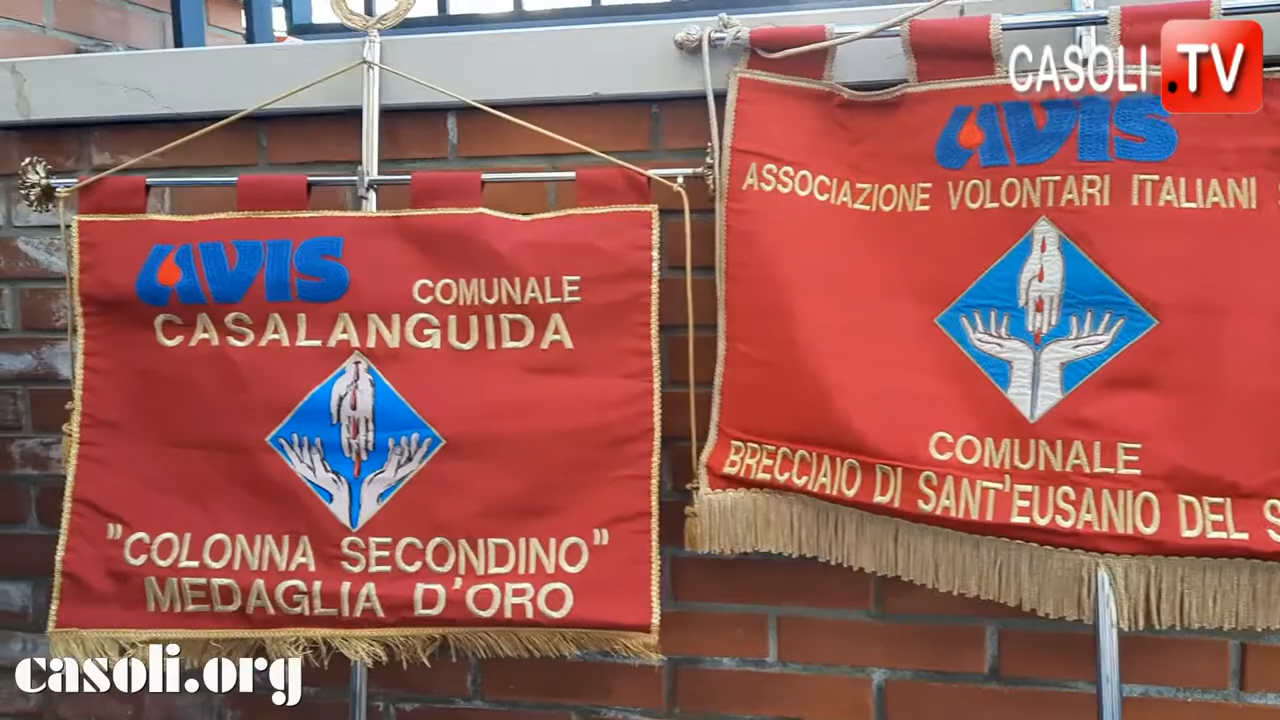 CASOLI.TV
AVIS
COMUNALE
CASALANGUIDA
"COLONNA SECONDINO"
MEDAGLIA D'ORO
AVIS
ASSOCIAZIONE VOLONTARI ITALIANI
COMUNALE
BRECCIAIO DI SANT'EUSANIO DEL
casoli.org